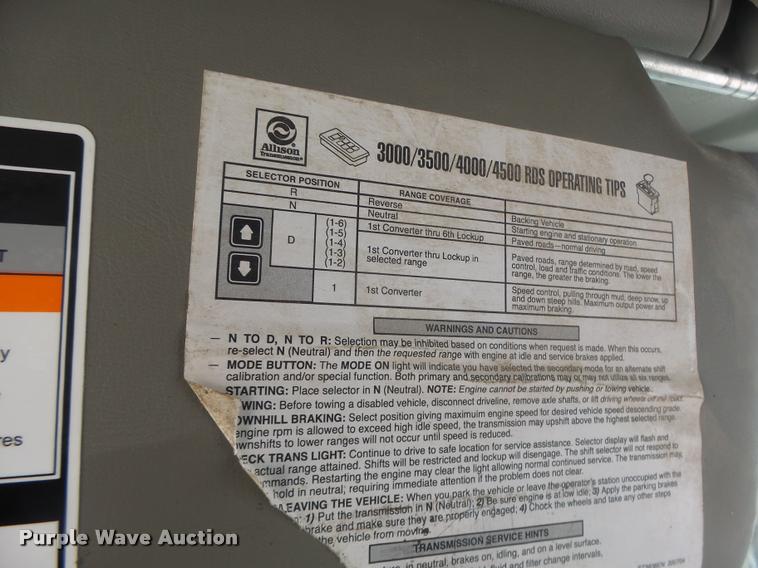 Allison
TRANSMISSION®
3000/3500/4000/4500 RDS OPERATING TIPS
SELECTOR POSITION RANGE COVERAGE
R Reverse Backing Vehicle
N Neutral Starting engine and stationary operation
D (1-6) 1st Converter thru 6th Lockup Paved roads—normal driving
(1-5)
(1-4)
(1-3)
(1-2)
1st Converter thru Lockup in
selected range
Paved roads, range determined by road, speed
control, load and traffic conditions. The lower the
range, the greater the braking.
1 1st Converter
Speed control, pulling through mud, deep snow, up
and down steep hills. Maximum output power and
maximum braking.
WARNINGS AND CAUTIONS
— N TO D, N TO R: Selection may be inhibited based on conditions when request is made. When this occurs,
re-select N (Neutral) and then the requested range with engine at idle and service brakes applied.
— MODE BUTTON: The MODE ON light will indicate you have selected the secondary mode for an alternate shift
calibration and/or special function. Both primary and secondary calibrations may or may not utilize all six ranges.
STARTING: Place selector in N (Neutral). NOTE: Engine cannot be started by pushing or towing vehicle.
OWING: Before towing a disabled vehicle, disconnect driveline, remove axle shafts, or lift driving wheels off the road.
OWNHILL BRAKING: Select position giving maximum engine speed for desired vehicle speed descending grade.
engine rpm is allowed to exceed high idle speed, the transmission may upshift above the highest selected range.
ownshifts to lower ranges will not occur until speed is reduced.
ECK TRANS LIGHT: Continue to drive to safe location for service assistance. Selector display will flash and
actual range attained. Shifts will be restricted and lockup will disengage. The shift selector will not respond to
mmands. Restarting the engine may clear the light allowing normal continued service. The transmission may
hold in neutral; requiring immediate attention if the problem does not clear.
LEAVING THE VEHICLE: When you park the vehicle or leave the operator's station unoccupied with the
1) Put the transmission in N (Neutral); 2) Be sure engine is at low idle; 3) Apply the parking brakes
brake and make sure they are properly engaged; 4) Chock the wheels and take any other steps
the vehicle from moving.
TRANSMISSION SERVICE HINTS
in neutral, brakes on, idling, and on a level surface.
fluid and filter change intervals.
T
y
e
res
Purple Wave Auction